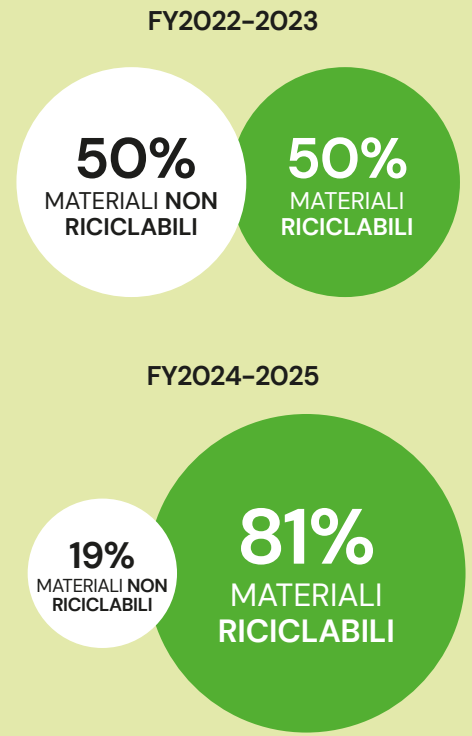 FY2022-2023
50%
MATERIALI NON
RICICLABILI
50%
MATERIALI
RICICLABILI
FY2024-2025
19%
MATERIALI NON
RICICLABILI
81%
MATERIALI
RICICLABILI